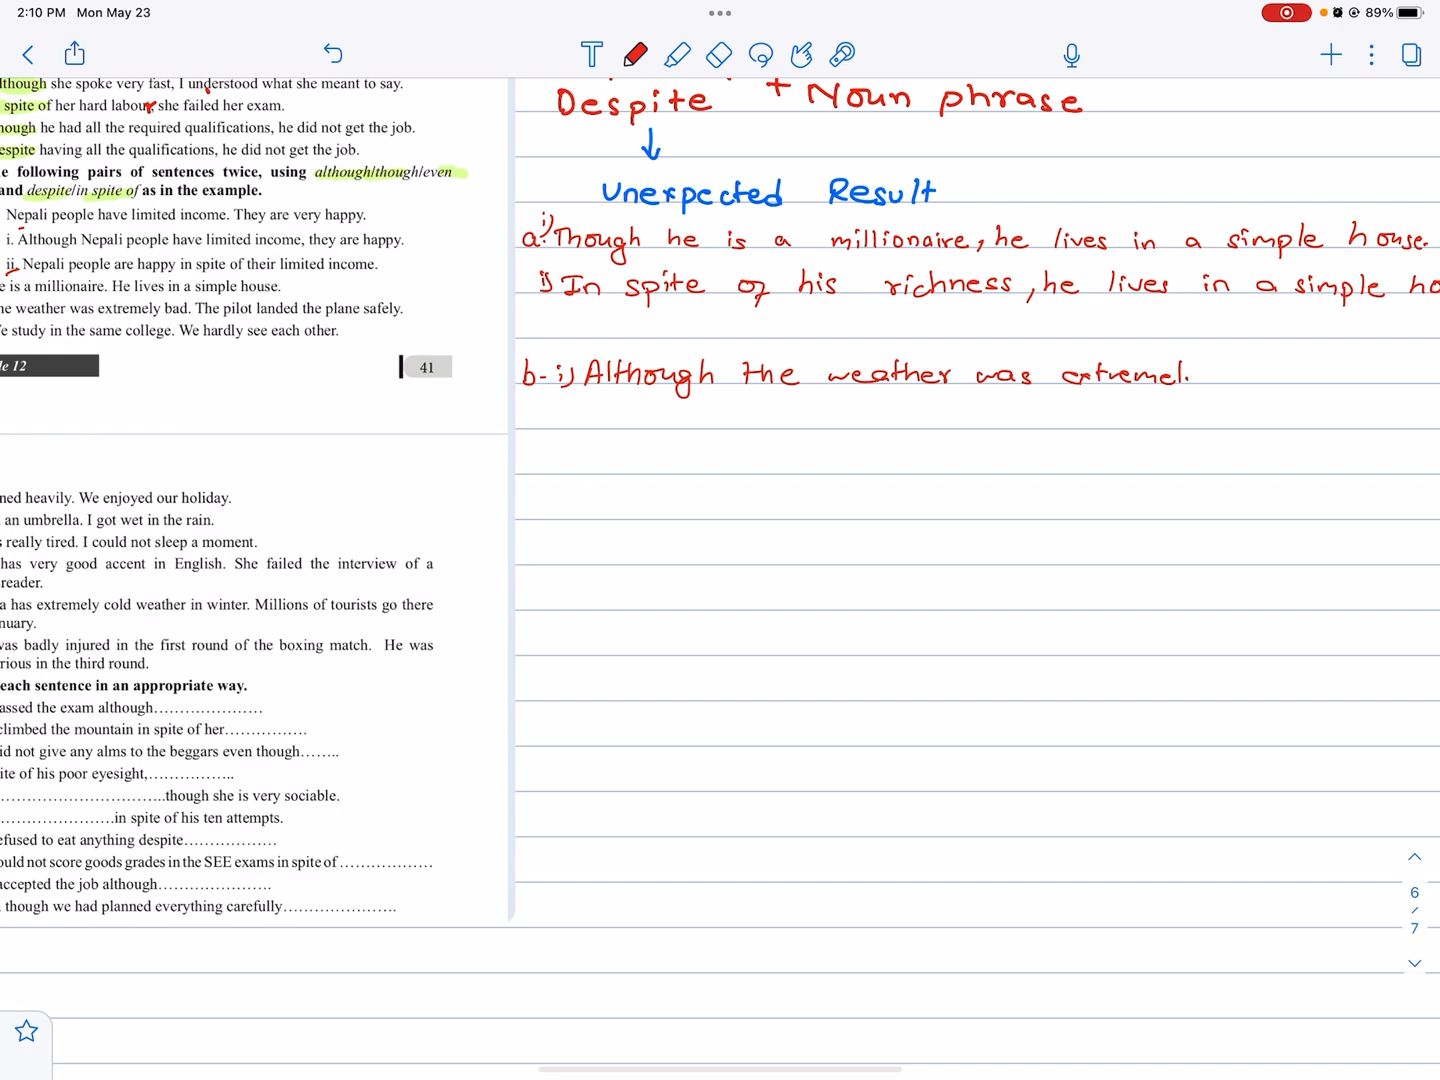 2:10 PM Mon May 23
89%
though she spoke very fast, I understood what she meant to say.
spite of her hard labour, she failed her exam.
hough he had all the required qualifications, he did not get the job.
espite having all the qualifications, he did not get the job.
e following pairs of sentences twice, using although/though/even
and despite/in spite of as in the example.
Nepali people have limited income. They are very happy.
i. Although Nepali people have limited income, they are happy.
ii. Nepali people are happy in spite of their limited income.
e is a millionaire. He lives in a simple house.
he weather was extremely bad. The pilot landed the plane safely.
e study in the same college. We hardly see each other.
le 12
41
ned heavily. We enjoyed our holiday.
an umbrella. I got wet in the rain.
s really tired. I could not sleep a moment.
has very good accent in English. She failed the interview of a
reader.
a has extremely cold weather in winter. Millions of tourists go there
nuary.
was badly injured in the first round of the boxing match. He was
rious in the third round.
each sentence in an appropriate way.
assed the exam although…………………
climbed the mountain in spite of her……………
id not give any alms to the beggars even though……..
ite of his poor eyesight,……………..
…………………………..though she is very sociable.
………………….in spite of his ten attempts.
efused to eat anything despite………………
ould not score goods grades in the SEE exams in spite of ………………
accepted the job although………………….
though we had planned everything carefully………………….
Despite + Noun phrase
↓
Unexpected Result
a. i) Though he is a millionaire, he lives in a simple house.
ii) In spite of his richness, he lives in a simple ho
b- i) Although the weather was extremel.
6
/
7